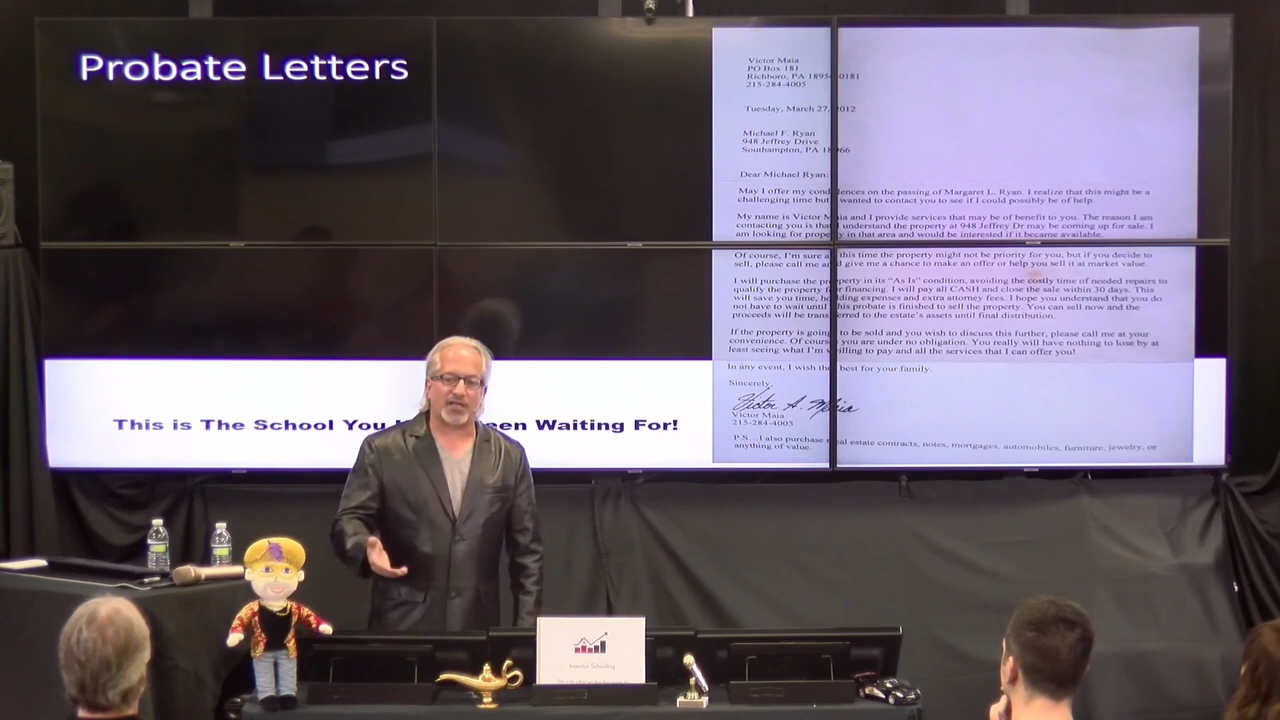 Probate Letters
This is The School You een Waiting For!
Victor Maia
PO Box 181
Richboro, PA 18954-0181
215-284-4005
Tuesday, March 27, 2012
Michael F. Ryan
948 Jeffrey Drive
Southampton, PA 18966
Dear Michael Ryan:
May I offer my condolences on the passing of Margaret L. Ryan. I realize that this might be a
challenging time but I wanted to contact you to see if I could possibly be of help.
My name is Victor Maia and I provide services that may be of benefit to you. The reason I am
contacting you is that I understand the property at 948 Jeffrey Dr may be coming up for sale. I
am looking for property in that area and would be interested if it became available.
Of course, I'm sure at this time the property might not be priority for you, but if you decide to
sell, please call me and give me a chance to make an offer or help you sell it at market value.
I will purchase the property in its "As Is" condition, avoiding the costly time of needed repairs to
qualify the property for financing. I will pay all CASH and close the sale within 30 days. This
will save you time, holding expenses and extra attorney fees. I hope you understand that you do
not have to wait until this probate is finished to sell the property. You can sell now and the
proceeds will be transferred to the estate's assets until final distribution.
If the property is going to be sold and you wish to discuss this further, please call me at your
convenience. Of course you are under no obligation. You really will have nothing to lose by at
least seeing what I'm willing to pay and all the services that I can offer you!
In any event, I wish the best for your family.
Sincerely,
Victor A. Maia
Victor Maia
215-284-4005
P.S...I also purchase real estate contracts, notes, mortgages, automobiles, furniture, jewelry, or
anything of value.
Investor Schooling